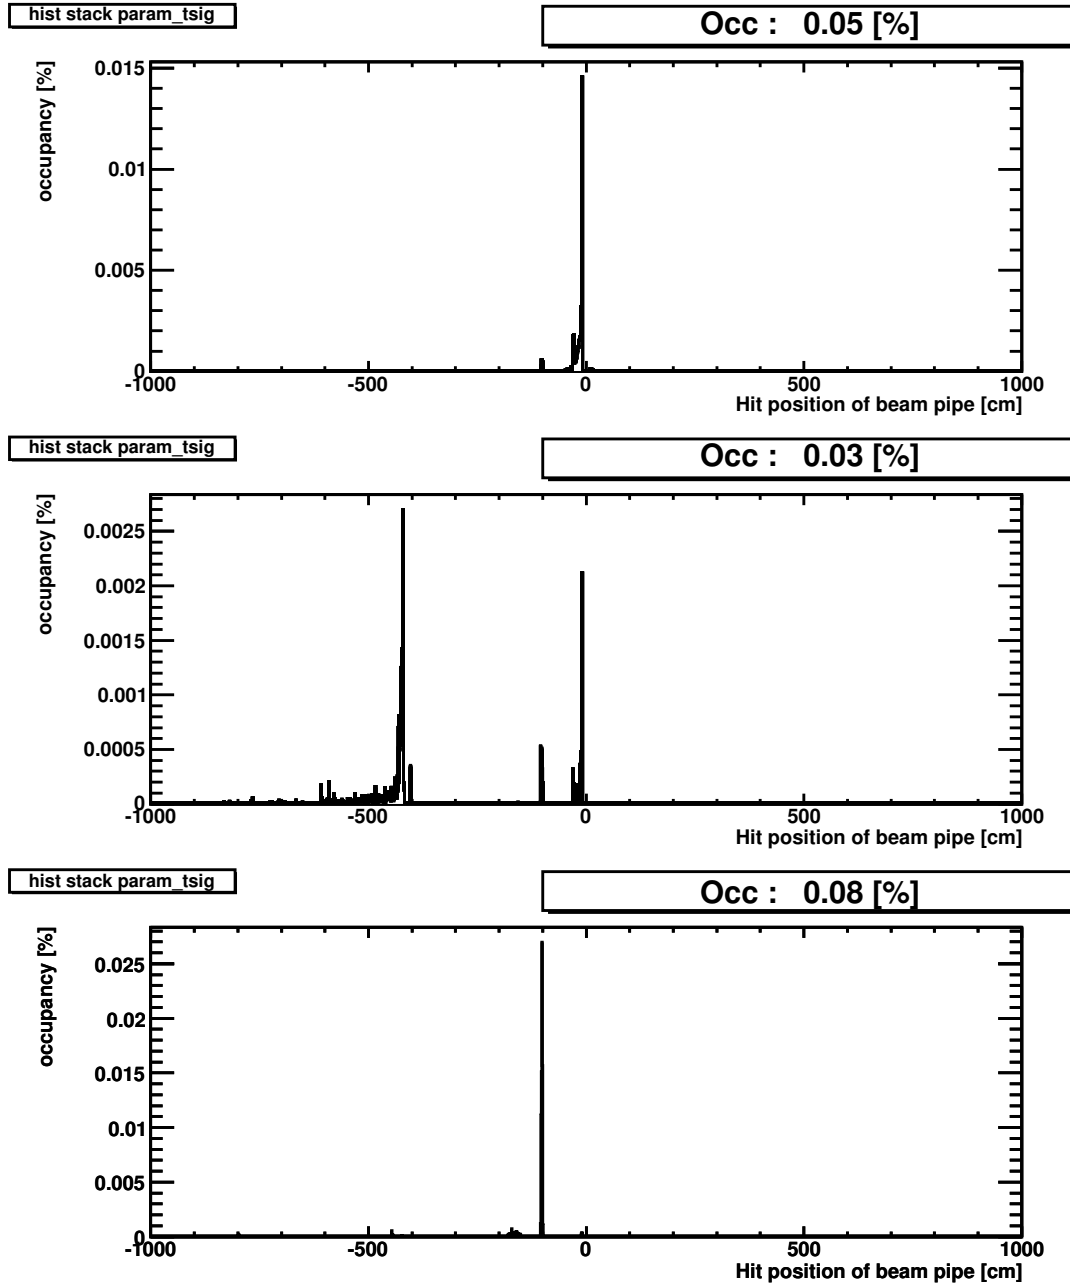 hist stack param_tsig
Occ : 0.05 [%]
occupancy [%]
0.015
0.01
0.005
0
-1000 -500 0 500 1000
Hit position of beam pipe [cm]
hist stack param_tsig
Occ : 0.03 [%]
occupancy [%]
0.0025
0.002
0.0015
0.001
0.0005
0
-1000 -500 0 500 1000
Hit position of beam pipe [cm]
hist stack param_tsig
Occ : 0.08 [%]
occupancy [%]
0.025
0.02
0.015
0.01
0.005
0
-1000 -500 0 500 1000
Hit position of beam pipe [cm]